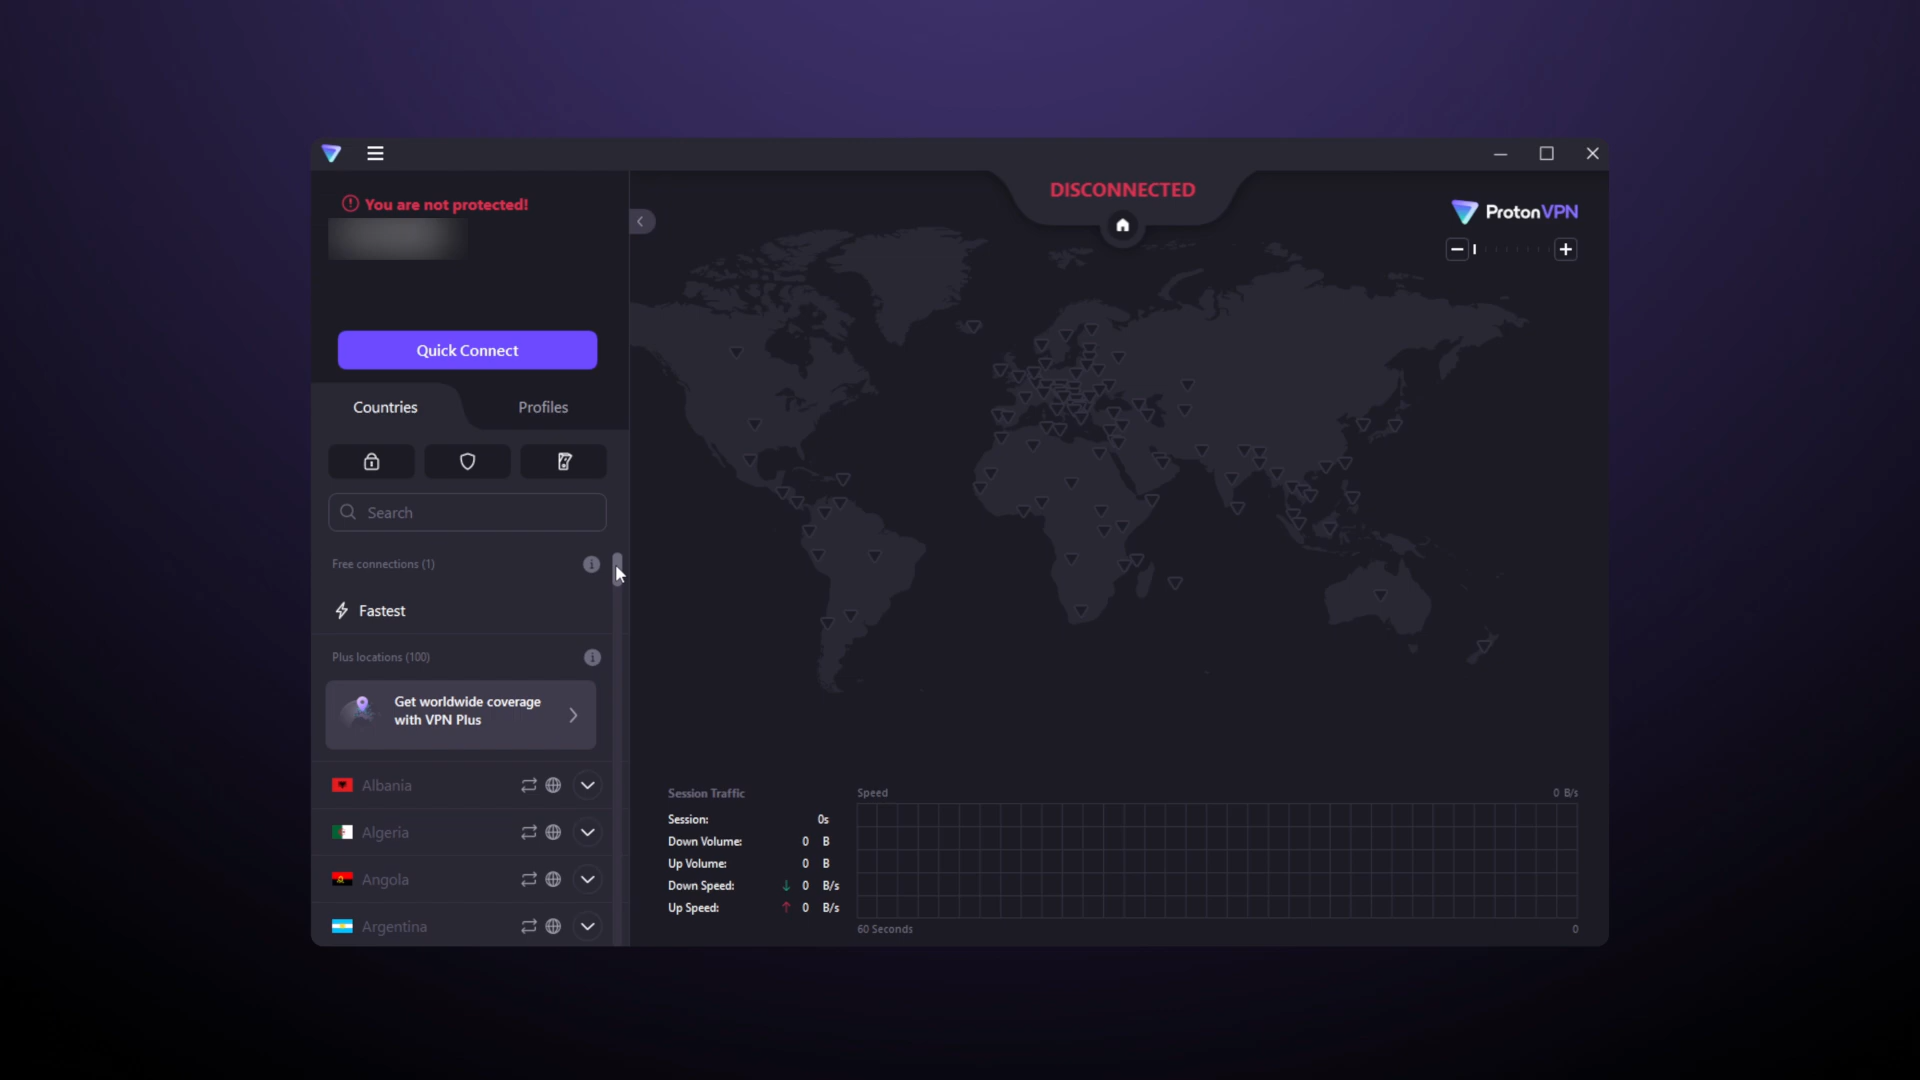 You are not protected!
DISCONNECTED
ProtonVPN
Quick Connect
Countries
Profiles
Search
Free connections (1)
Fastest
Plus locations (100)
Get worldwide coverage
with VPN Plus
Albania
Algeria
Angola
Argentina
Session Traffic
Session: 0s
Down Volume: 0 B
Up Volume: 0 B
Down Speed: ↓ 0 B/s
Up Speed: ↑ 0 B/s
Speed 0 B/s
60 Seconds 0